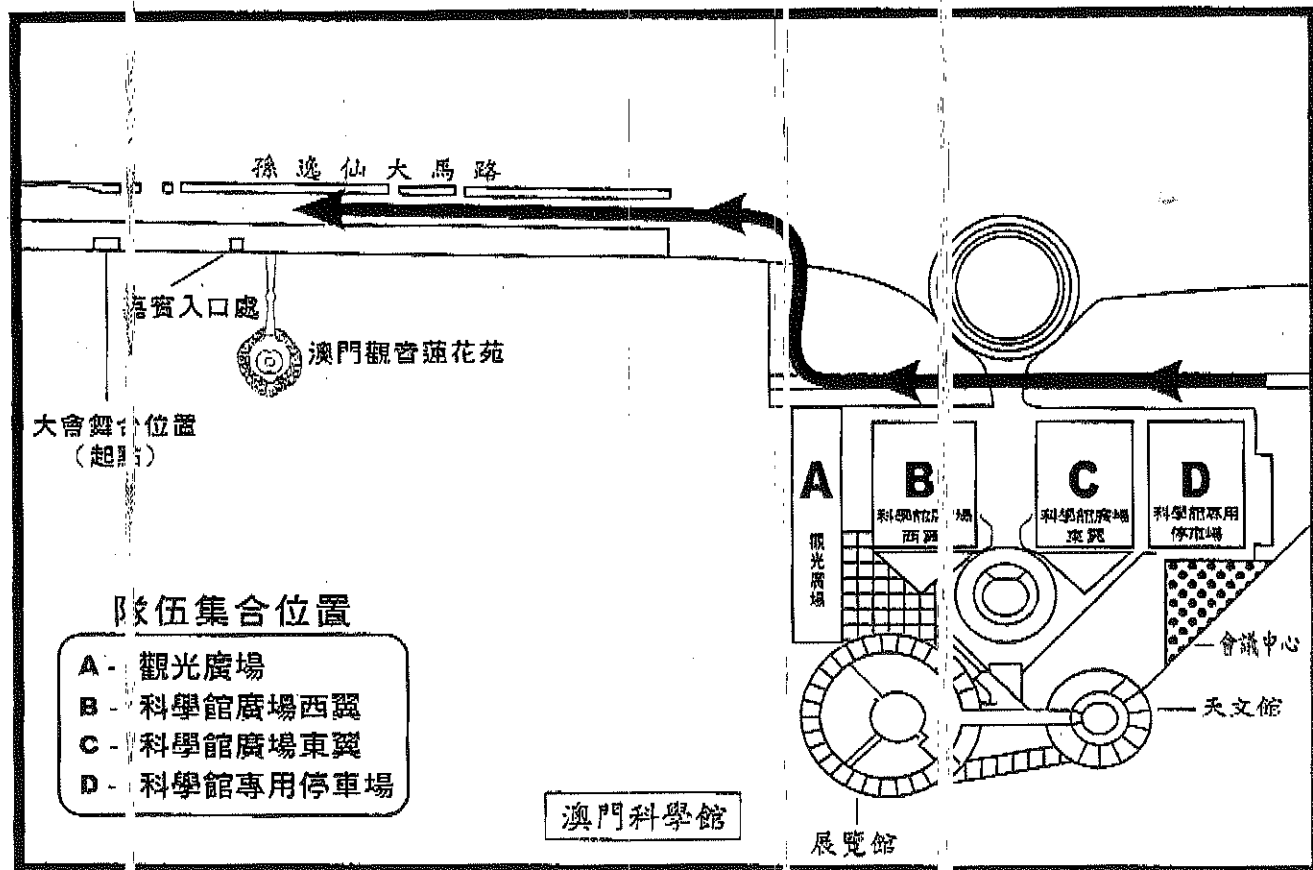 孫逸仙大馬路
嘉賓入口處
澳門觀音蓮花苑
大會舞台位置
(起點)
A
觀光廣場
B
科學館廣場
西翼
C
科學館廣場
東翼
D
科學館專用
停車場
隊伍集合位置
A - 觀光廣場
B - 科學館廣場西翼
C - 科學館廣場東翼
D - 科學館專用停車場
會議中心
天文館
澳門科學館
展覽館